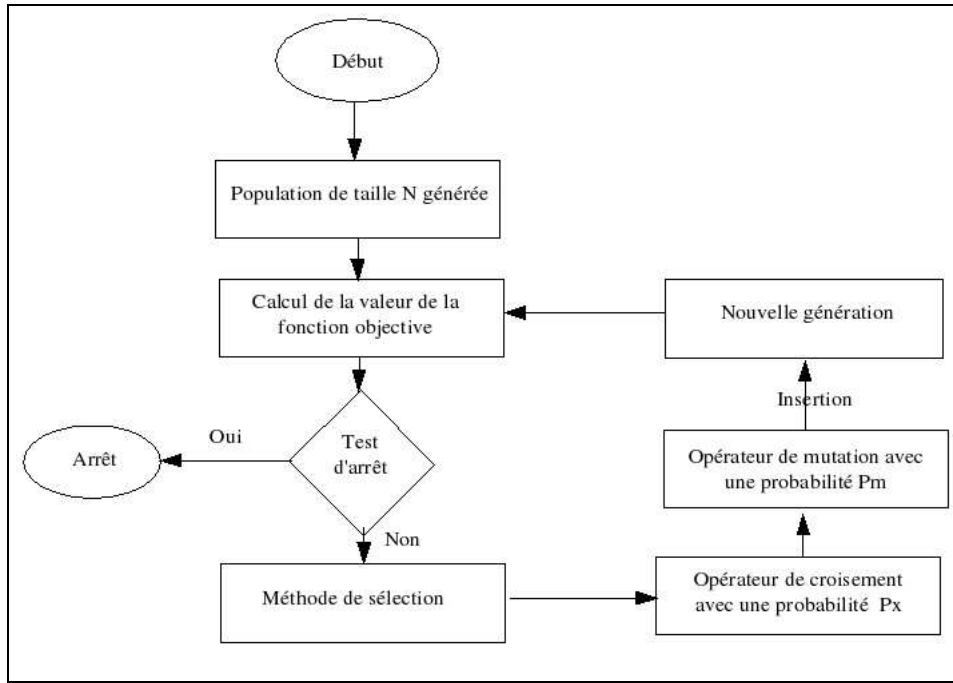 Début
Population de taille N générée
Calcul de la valeur de la
fonction objective
Nouvelle génération
Insertion
Oui
Arrêt
Test
d'arrêt
Opérateur de mutation avec
une probabilité Pm
Non
Méthode de sélection
Opérateur de croisement
avec une probabilité Px